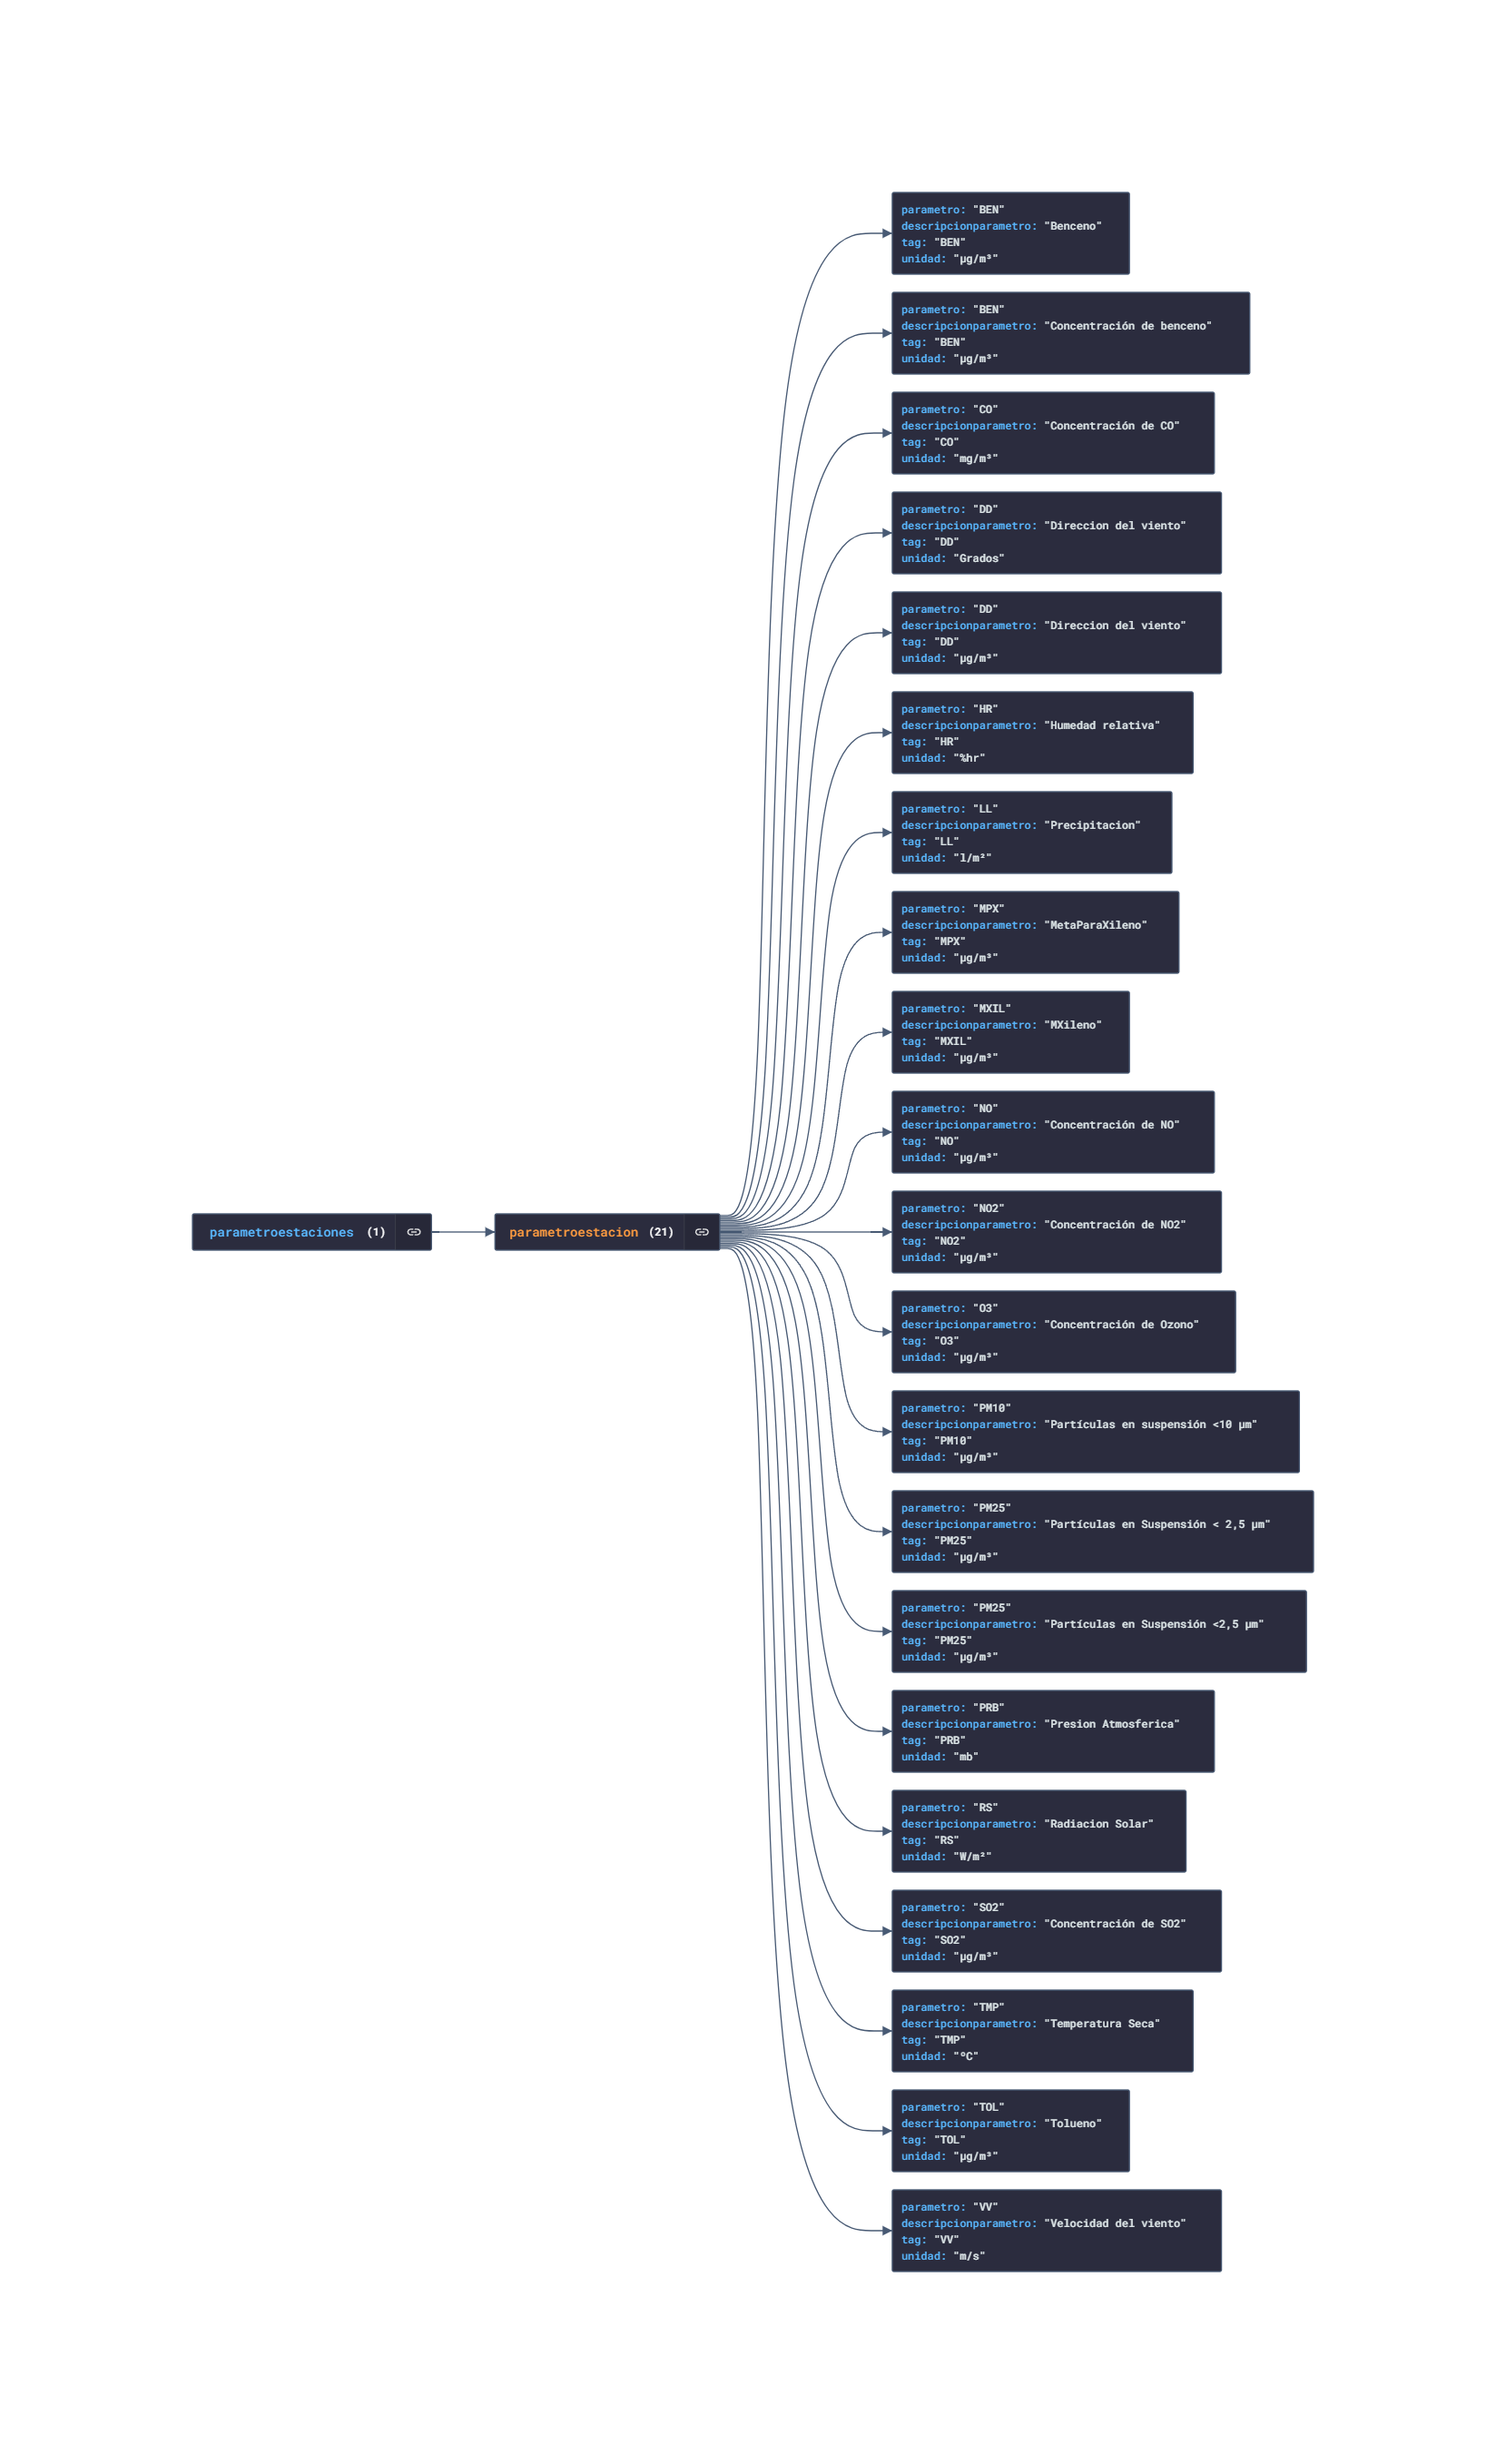 parametroestaciones (1)
parametroestacion (21)
parametro: "BEN"
descripcionparametro: "Benceno"
tag: "BEN"
unidad: "µg/m³"
parametro: "BEN"
descripcionparametro: "Concentración de benceno"
tag: "BEN"
unidad: "µg/m³"
parametro: "CO"
descripcionparametro: "Concentración de CO"
tag: "CO"
unidad: "mg/m³"
parametro: "DD"
descripcionparametro: "Direccion del viento"
tag: "DD"
unidad: "Grados"
parametro: "DD"
descripcionparametro: "Direccion del viento"
tag: "DD"
unidad: "µg/m³"
parametro: "HR"
descripcionparametro: "Humedad relativa"
tag: "HR"
unidad: "%hr"
parametro: "LL"
descripcionparametro: "Precipitacion"
tag: "LL"
unidad: "l/m²"
parametro: "MPX"
descripcionparametro: "MetaParaXileno"
tag: "MPX"
unidad: "µg/m³"
parametro: "MXIL"
descripcionparametro: "MXileno"
tag: "MXIL"
unidad: "µg/m³"
parametro: "NO"
descripcionparametro: "Concentración de NO"
tag: "NO"
unidad: "µg/m³"
parametro: "NO2"
descripcionparametro: "Concentración de NO2"
tag: "NO2"
unidad: "µg/m³"
parametro: "O3"
descripcionparametro: "Concentración de Ozono"
tag: "O3"
unidad: "µg/m³"
parametro: "PM10"
descripcionparametro: "Partículas en suspensión <10 µm"
tag: "PM10"
unidad: "µg/m³"
parametro: "PM25"
descripcionparametro: "Partículas en Suspensión < 2,5 µm"
tag: "PM25"
unidad: "µg/m³"
parametro: "PM25"
descripcionparametro: "Partículas en Suspensión <2,5 µm"
tag: "PM25"
unidad: "µg/m³"
parametro: "PRB"
descripcionparametro: "Presion Atmosferica"
tag: "PRB"
unidad: "mb"
parametro: "RS"
descripcionparametro: "Radiacion Solar"
tag: "RS"
unidad: "W/m²"
parametro: "SO2"
descripcionparametro: "Concentración de SO2"
tag: "SO2"
unidad: "µg/m³"
parametro: "TMP"
descripcionparametro: "Temperatura Seca"
tag: "TMP"
unidad: "ºC"
parametro: "TOL"
descripcionparametro: "Tolueno"
tag: "TOL"
unidad: "µg/m³"
parametro: "VV"
descripcionparametro: "Velocidad del viento"
tag: "VV"
unidad: "m/s"